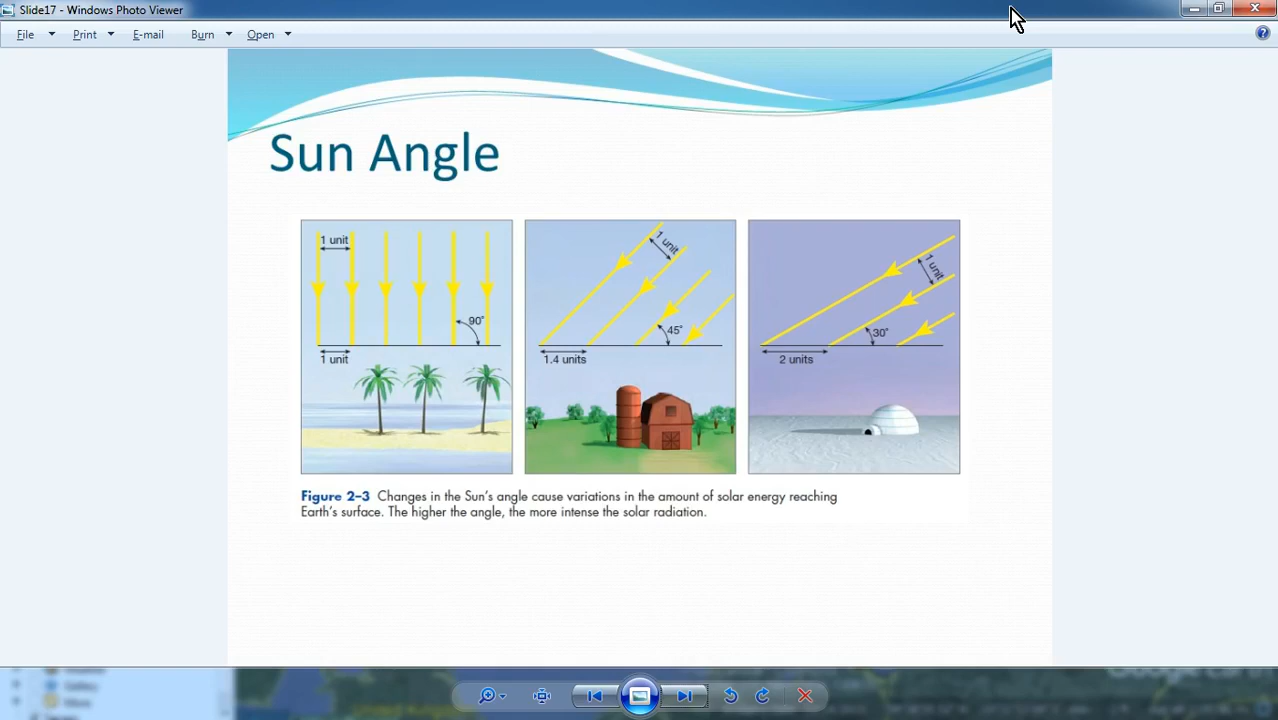 Slide17 - Windows Photo Viewer
File Print E-mail Burn Open
Sun Angle
1 unit
90°
1 unit
1 unit
45°
1.4 units
1 unit
30°
2 units
Figure 2–3 Changes in the Sun's angle cause variations in the amount of solar energy reaching
Earth's surface. The higher the angle, the more intense the solar radiation.
Gallery
More